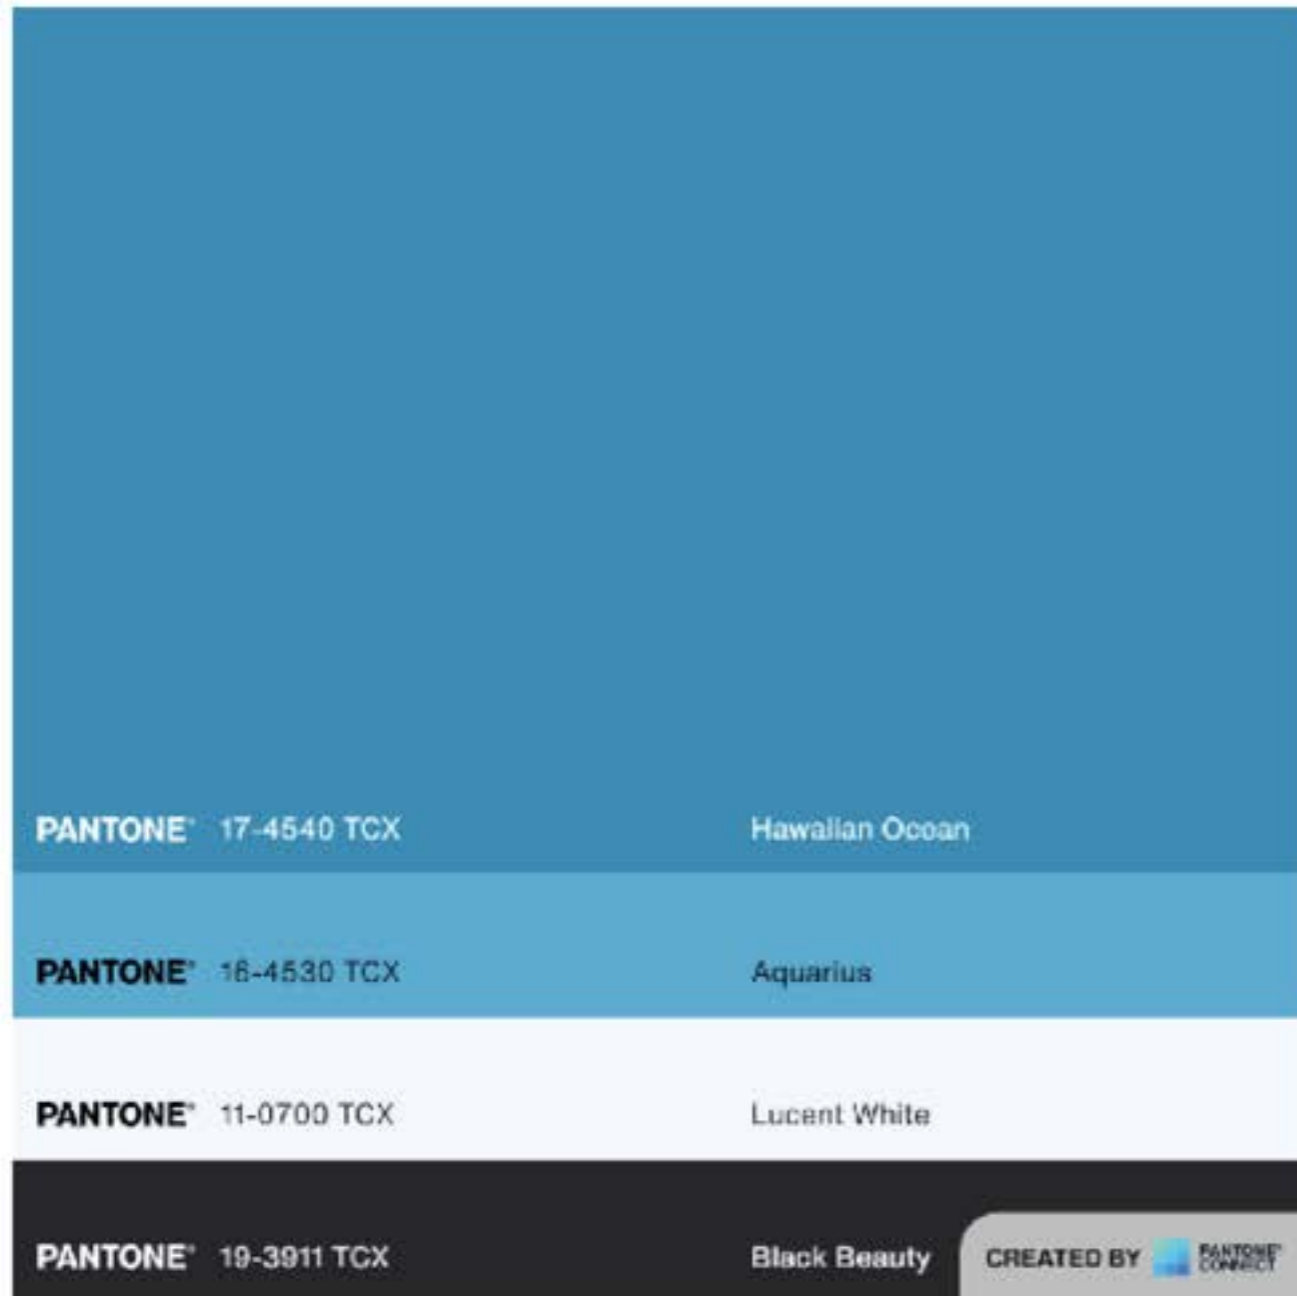 PANTONE® 17-4540 TCX Hawaiian Ocean
PANTONE® 16-4530 TCX Aquarius
PANTONE® 11-0700 TCX Lucent White
PANTONE® 19-3911 TCX Black Beauty
CREATED BY PANTONE® CONNECT